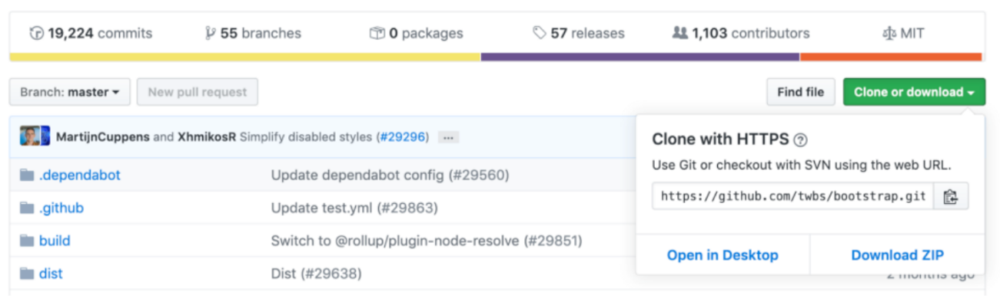 19,224 commits 55 branches 0 packages 57 releases 1,103 contributors MIT
Branch: master New pull request Find file Clone or download
MartijnCuppens and XhmikosR Simplify disabled styles (#29296) ...
Clone with HTTPS ?
Use Git or checkout with SVN using the web URL.
https://github.com/twbs/bootstrap.git
Open in Desktop Download ZIP
.dependabot Update dependabot config (#29560)
.github Update test.yml (#29863)
build Switch to @rollup/plugin-node-resolve (#29851)
dist Dist (#29638) 2 months ago